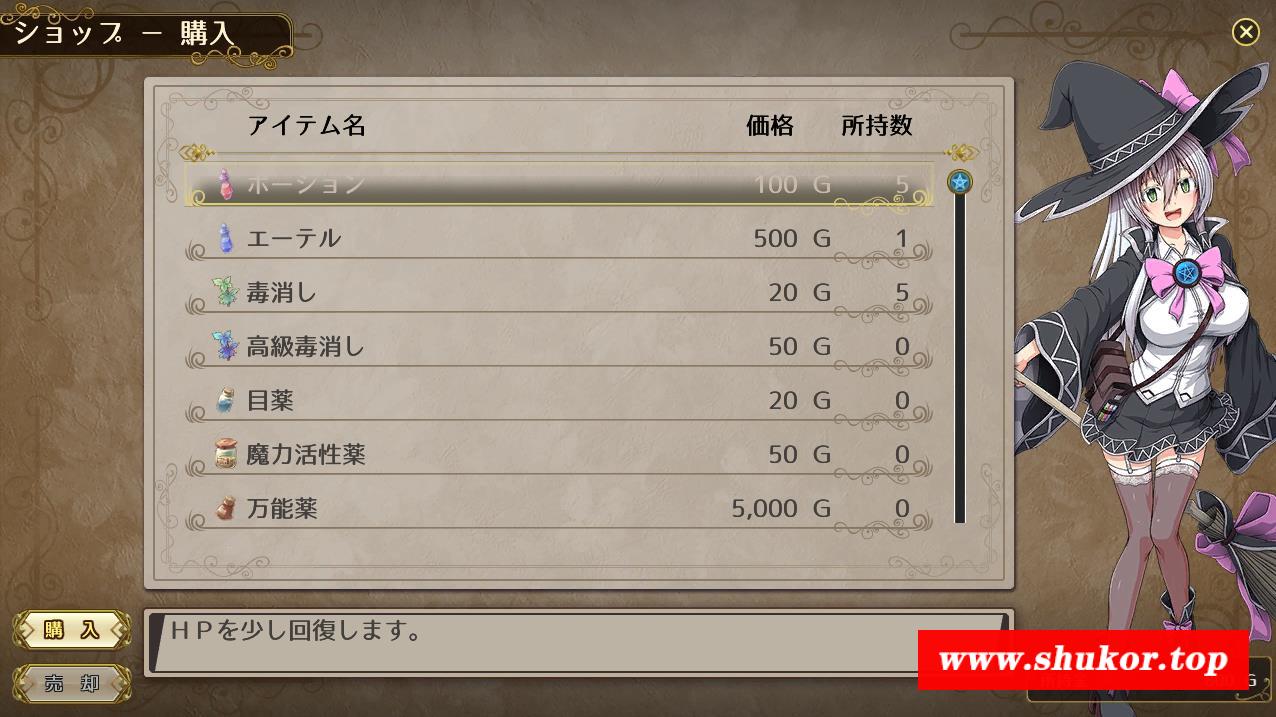 ショップ － 購入
アイテム名 価格 所持数
ポーション 100 G 5
エーテル 500 G 1
毒消し 20 G 5
高級毒消し 50 G 0
目薬 20 G 0
魔力活性薬 50 G 0
万能薬 5,000 G 0
購 入
ＨＰを少し回復します。
売 却
www.shukor.top
G